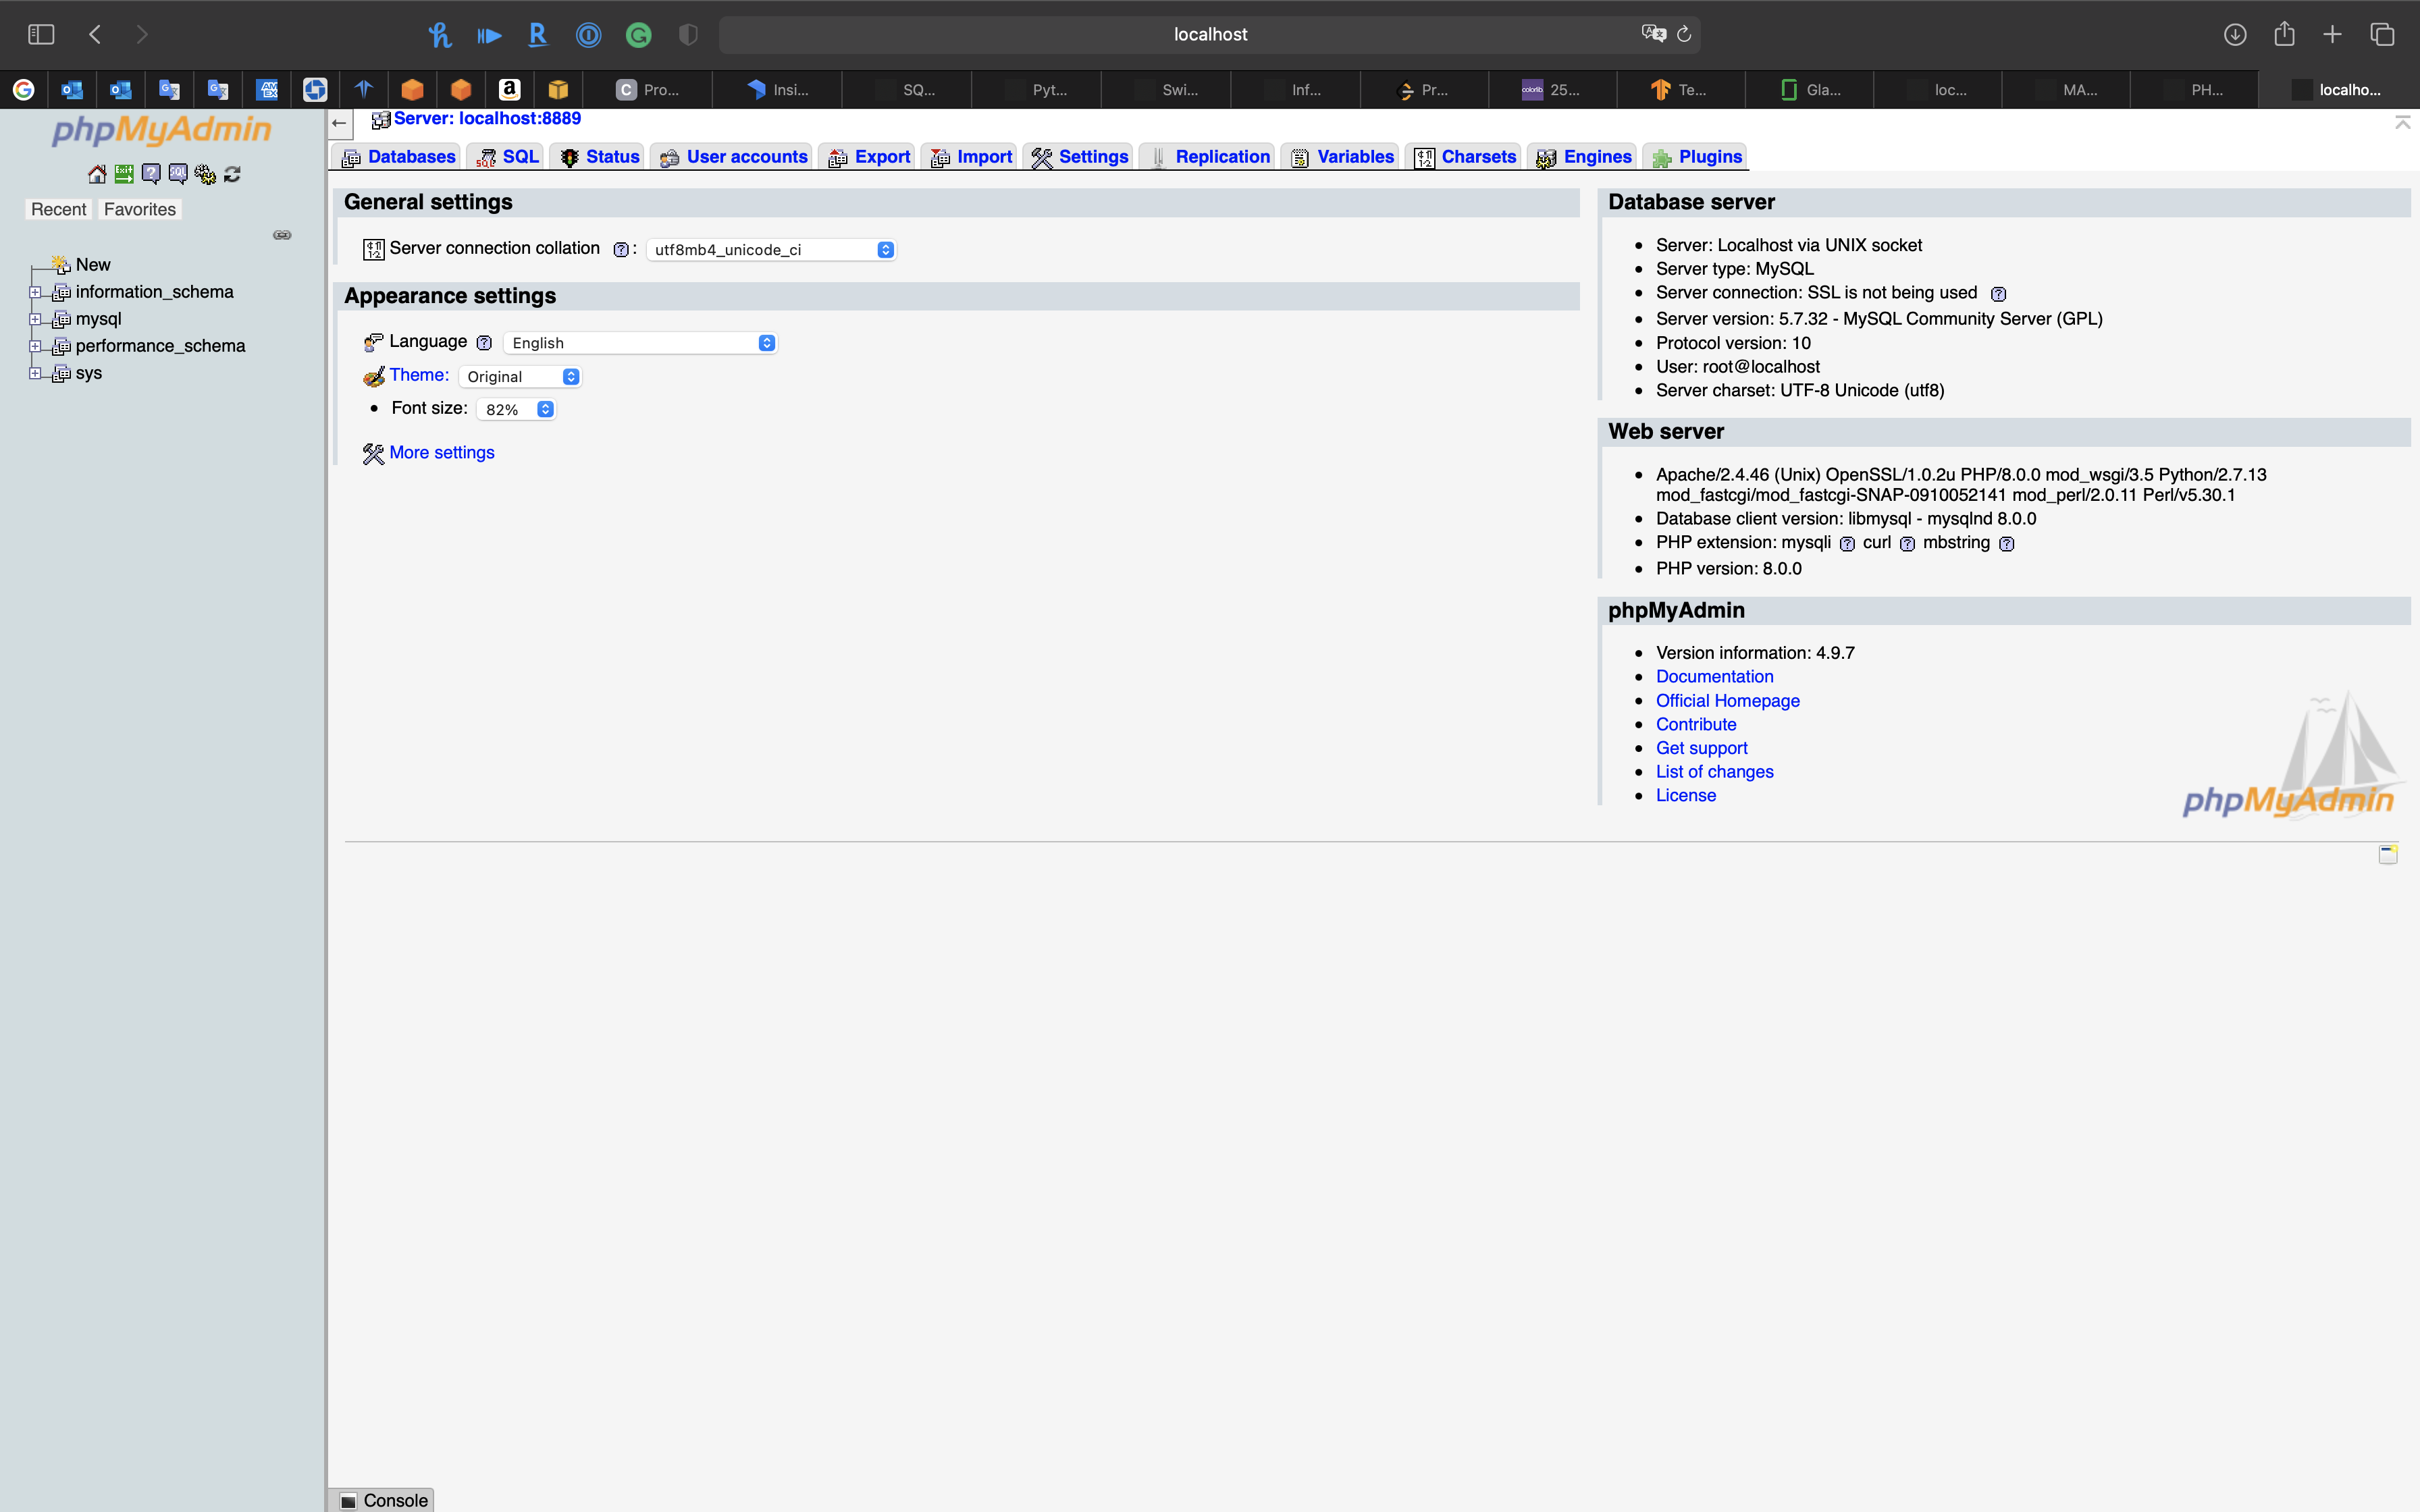 localhost
Pro...
Insi...
SQ...
Pyt...
Swi...
Inf...
Pr...
25...
Te...
Gla...
loc...
MA...
PH...
localho...
phpMyAdmin
Recent
Favorites
New
information_schema
mysql
performance_schema
sys
Server: localhost:8889
Databases
SQL
Status
User accounts
Export
Import
Settings
Replication
Variables
Charsets
Engines
Plugins
General settings
Server connection collation : utf8mb4_unicode_ci
Appearance settings
Language English
Theme: Original
Font size: 82%
More settings
Database server
Server: Localhost via UNIX socket
Server type: MySQL
Server connection: SSL is not being used
Server version: 5.7.32 - MySQL Community Server (GPL)
Protocol version: 10
User: root@localhost
Server charset: UTF-8 Unicode (utf8)
Web server
Apache/2.4.46 (Unix) OpenSSL/1.0.2u PHP/8.0.0 mod_wsgi/3.5 Python/2.7.13
mod_fastcgi/mod_fastcgi-SNAP-0910052141 mod_perl/2.0.11 Perl/v5.30.1
Database client version: libmysql - mysqlnd 8.0.0
PHP extension: mysqli curl mbstring
PHP version: 8.0.0
phpMyAdmin
Version information: 4.9.7
Documentation
Official Homepage
Contribute
Get support
List of changes
License
phpMyAdmin
Console